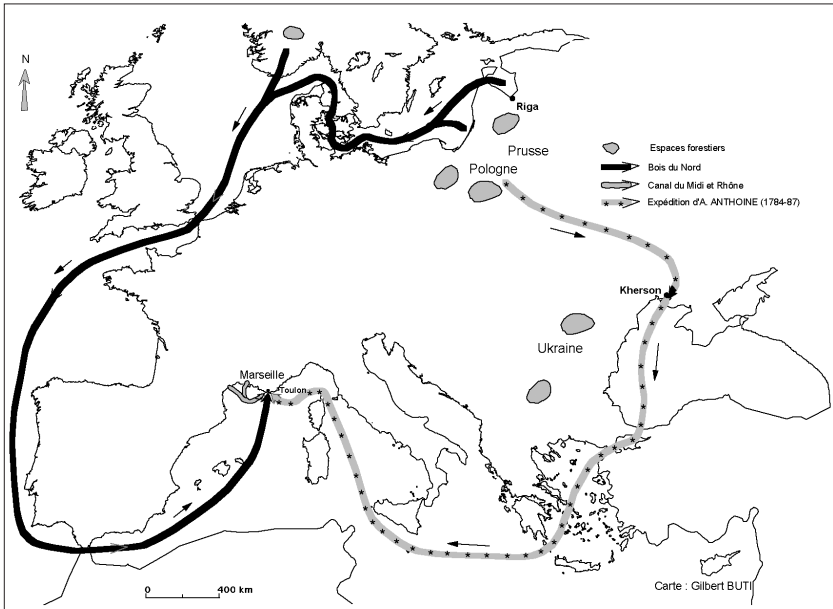 N
Riga
Prusse
Pologne
Espaces forestiers
Bois du Nord
Canal du Midi et Rhône
Expédition d'A. ANTHOINE (1784-87)
Kherson
Ukraine
Marseille
Toulon
0 400 km
Carte : Gilbert BUTI